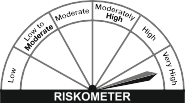 Low
Low to
Moderate
Moderate
Moderately
High
High
Very High
RISKOMETER